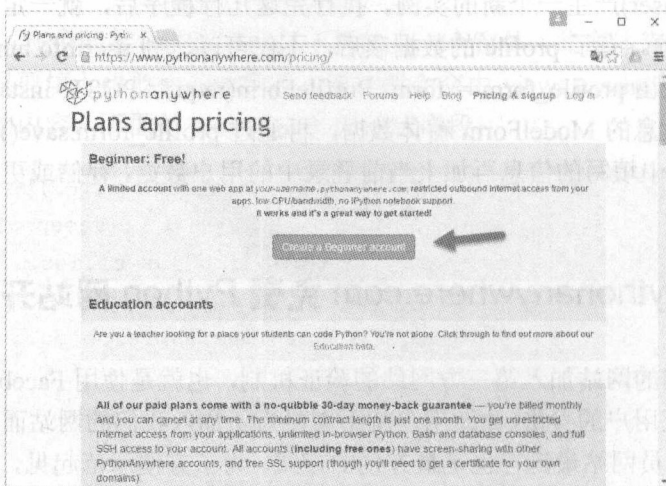 Plans and pricing: Pytho
https://www.pythonanywhere.com/pricing/
pythonanywhere
Send feedback Forums Help Blog Pricing & signup Log in
Plans and pricing
Beginner: Free!
A limited account with one web app at your-username.pythonanywhere.com, restricted outbound Internet access from your
apps, low CPU/bandwidth, no IPython notebook support.
It works and it's a great way to get started!
Create a Beginner account
Education accounts
Are you a teacher looking for a place your students can code Python? You're not alone. Click through to find out more about our
Education beta.
All of our paid plans come with a no-quibble 30-day money-back guarantee — you're billed monthly
and you can cancel at any time. The minimum contract length is just one month. You get unrestricted
Internet access from your applications, unlimited in-browser Python, Bash and database consoles, and full
SSH access to your account. All accounts (including free ones) have screen-sharing with other
PythonAnywhere accounts, and free SSL support (though you'll need to get a certificate for your own
domains).